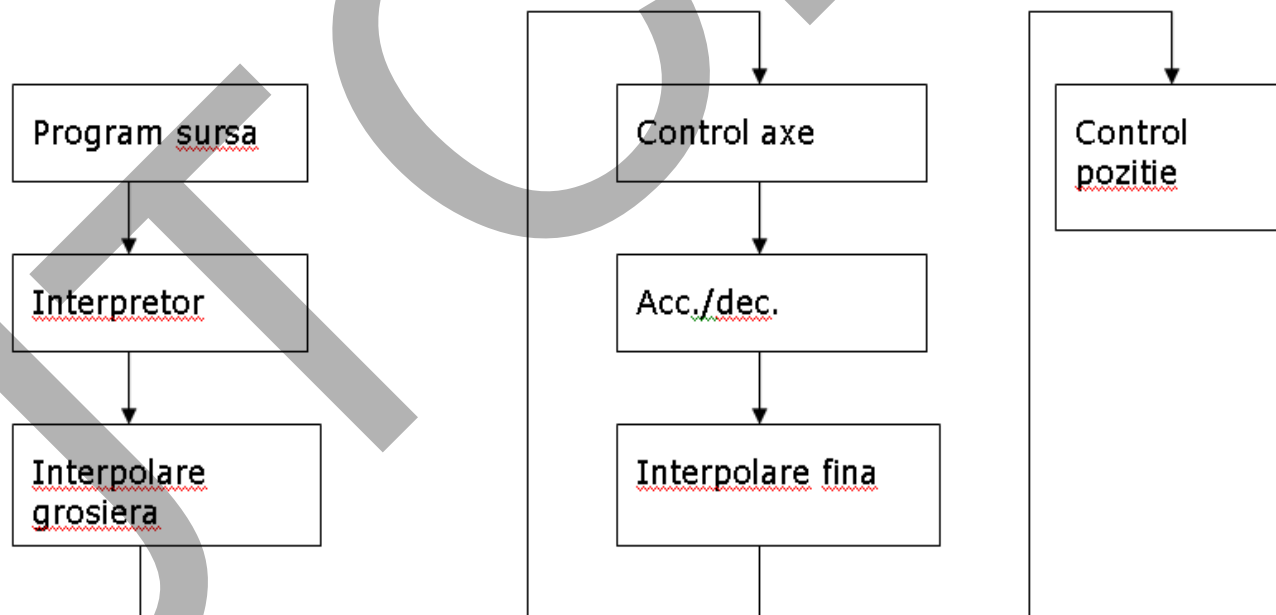 Program sursa
Interpretor
Interpolare
grosiera
Control axe
Acc./dec.
Interpolare fina
Control
pozitie